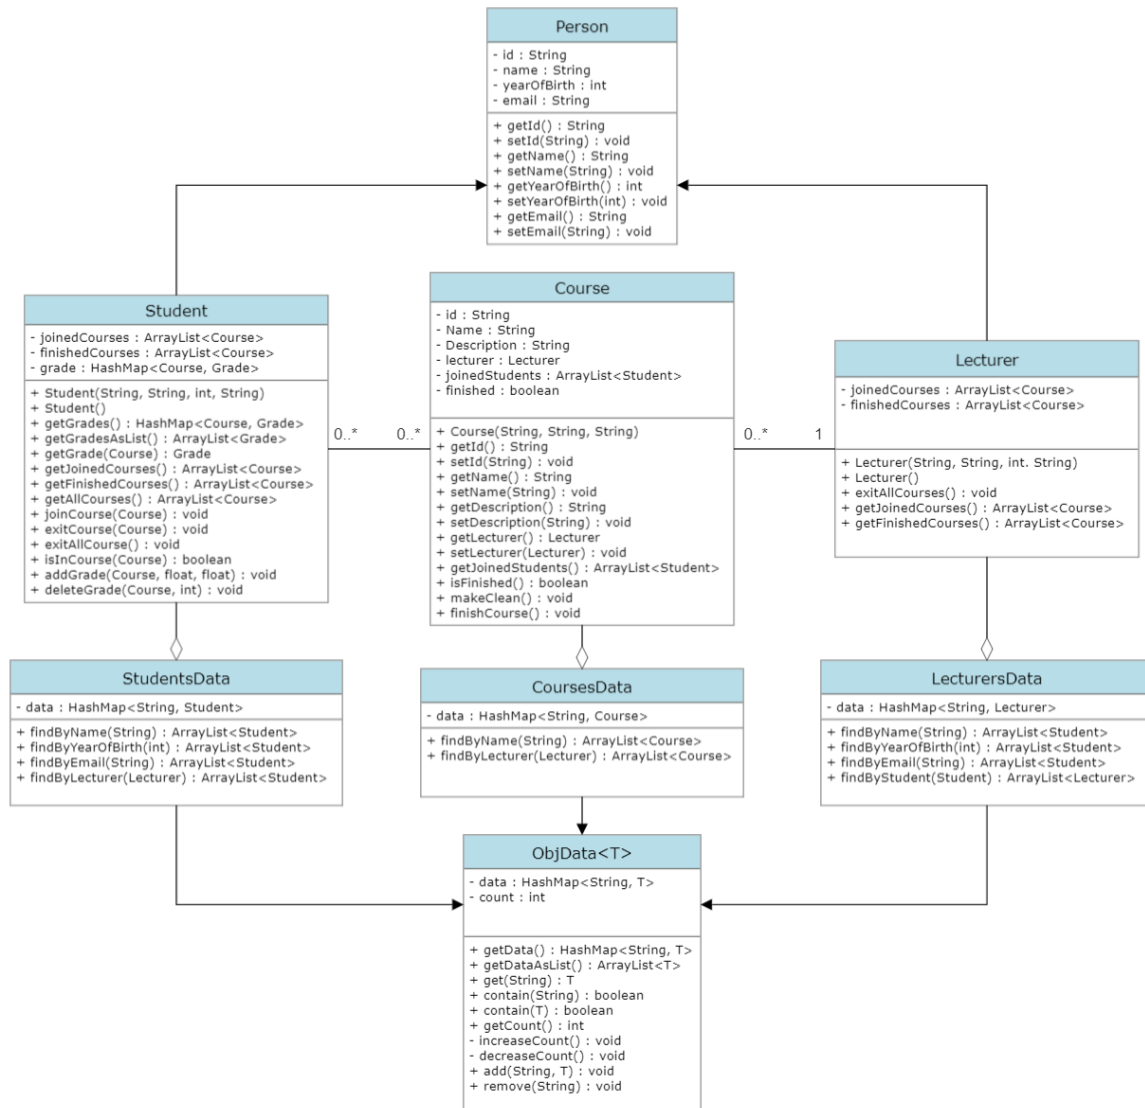 Person
- id : String
- name : String
- yearOfBirth : int
- email : String
+ getId() : String
+ setId(String) : void
+ getName() : String
+ setName(String) : void
+ getYearOfBirth() : int
+ setYearOfBirth(int) : void
+ getEmail() : String
+ setEmail(String) : void
Student
- joinedCourses : ArrayList<Course>
- finishedCourses : ArrayList<Course>
- grade : HashMap<Course, Grade>
+ Student(String, String, int, String)
+ Student()
+ getGrades() : HashMap<Course, Grade>
+ getGradesAsList() : ArrayList<Grade>
+ getGrade(Course) : Grade
+ getJoinedCourses() : ArrayList<Course>
+ getFinishedCourses() : ArrayList<Course>
+ getAllCourses() : ArrayList<Course>
+ joinCourse(Course) : void
+ exitCourse(Course) : void
+ exitAllCourse() : void
+ isInCourse(Course) : boolean
+ addGrade(Course, float, float) : void
+ deleteGrade(Course, int) : void
0..*
0..*
Course
- id : String
- Name : String
- Description : String
- lecturer : Lecturer
- joinedStudents : ArrayList<Student>
- finished : boolean
+ Course(String, String, String)
+ getId() : String
+ setId(String) : void
+ getName() : String
+ setName(String) : void
+ getDescription() : String
+ setDescription(String) : void
+ getLecturer() : Lecturer
+ setLecturer(Lecturer) : void
+ getJoinedStudents() : ArrayList<Student>
+ isFinished() : boolean
+ makeClean() : void
+ finishCourse() : void
0..*
1
Lecturer
- joinedCourses : ArrayList<Course>
- finishedCourses : ArrayList<Course>
+ Lecturer(String, String, int. String)
+ Lecturer()
+ exitAllCourses() : void
+ getJoinedCourses() : ArrayList<Course>
+ getFinishedCourses() : ArrayList<Course>
StudentsData
- data : HashMap<String, Student>
+ findByName(String) : ArrayList<Student>
+ findByYearOfBirth(int) : ArrayList<Student>
+ findByEmail(String) : ArrayList<Student>
+ findByLecturer(Lecturer) : ArrayList<Student>
CoursesData
- data : HashMap<String, Course>
+ findByName(String) : ArrayList<Course>
+ findByLecturer(Lecturer) : ArrayList<Course>
LecturersData
- data : HashMap<String, Lecturer>
+ findByName(String) : ArrayList<Student>
+ findByYearOfBirth(int) : ArrayList<Student>
+ findByEmail(String) : ArrayList<Student>
+ findByStudent(Student) : ArrayList<Lecturer>
ObjData<T>
- data : HashMap<String, T>
- count : int
+ getData() : HashMap<String, T>
+ getDataAsList() : ArrayList<T>
+ get(String) : T
+ contain(String) : boolean
+ contain(T) : boolean
+ getCount() : int
- increaseCount() : void
- decreaseCount() : void
+ add(String, T) : void
+ remove(String) : void